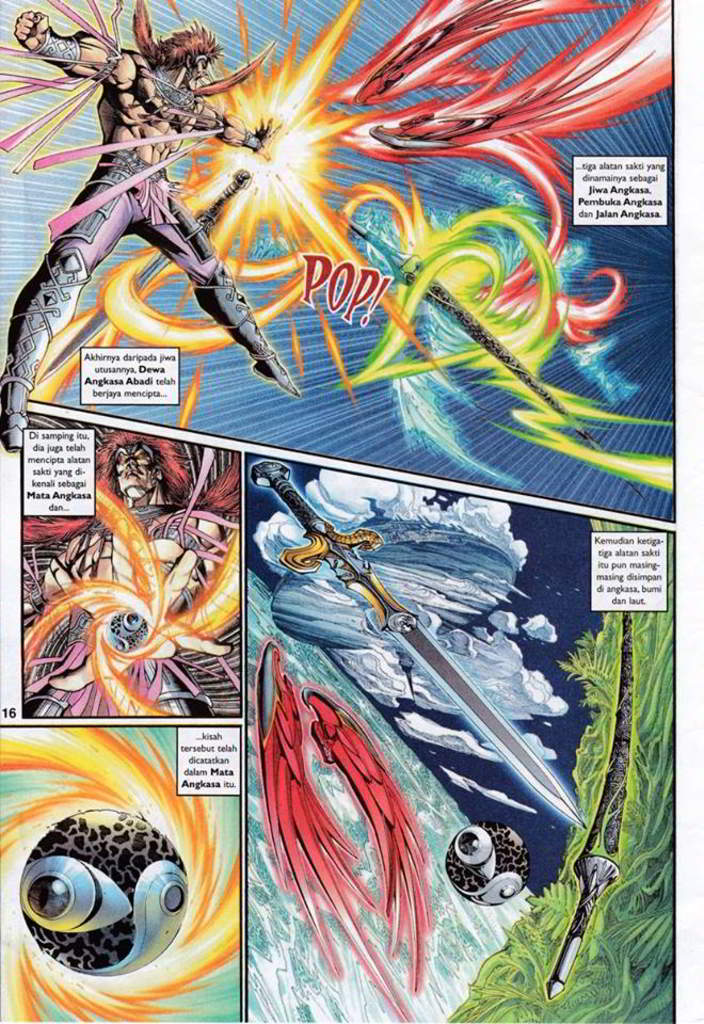 Akhirnya daripada jiwa
utusannya, Dewa
Angkasa Abadi telah
berjaya mencipta...
POP!
...tiga alatan sakti yang
dinamainya sebagai
Jiwa Angkasa,
Pembuka Angkasa
dan Jalan Angkasa.
Di samping itu,
dia juga telah
mencipta alatan
sakti yang di-
kenali sebagai
Mata Angkasa
dan...
...kisah
tersebut telah
dicatatkan
dalam Mata
Angkasa itu.
Kemudian ketiga-
tiga alatan sakti
itu pun masing-
masing disimpan
di angkasa, bumi
dan laut.
16